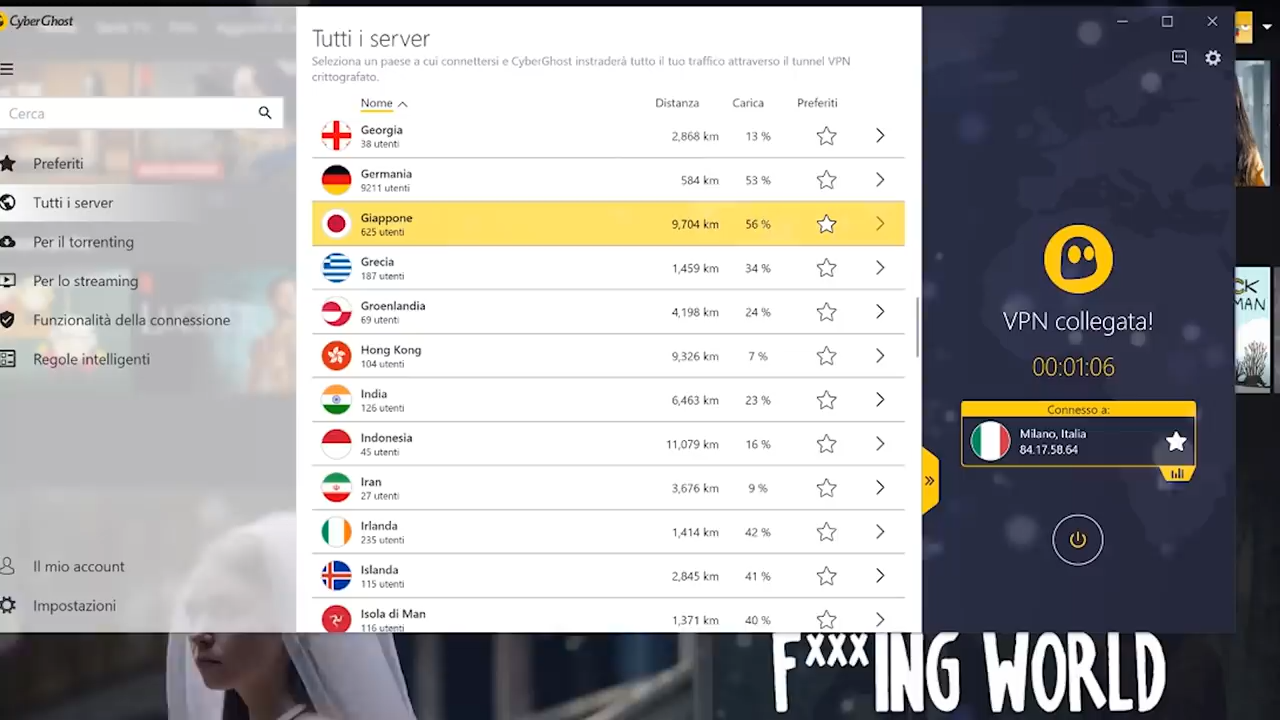 CyberGhost
Cerca
Preferiti
Tutti i server
Per il torrenting
Per lo streaming
Funzionalità della connessione
Regole intelligenti
Il mio account
Impostazioni
Tutti i server
Seleziona un paese a cui connettersi e CyberGhost instraderà tutto il tuo traffico attraverso il tunnel VPN
crittografato.
Nome Distanza Carica Preferiti
Georgia
38 utenti 2,868 km 13 %
Germania
9211 utenti 584 km 53 %
Giappone
625 utenti 9,704 km 56 %
Grecia
187 utenti 1,459 km 34 %
Groenlandia
69 utenti 4,198 km 24 %
Hong Kong
104 utenti 9,326 km 7 %
India
126 utenti 6,463 km 23 %
Indonesia
45 utenti 11,079 km 16 %
Iran
27 utenti 3,676 km 9 %
Irlanda
235 utenti 1,414 km 42 %
Islanda
115 utenti 2,845 km 41 %
Isola di Man
116 utenti 1,371 km 40 %
VPN collegata!
00:01:06
Connesso a:
Milano, Italia
84.17.58.64
CK
MAN
F***ING WORLD